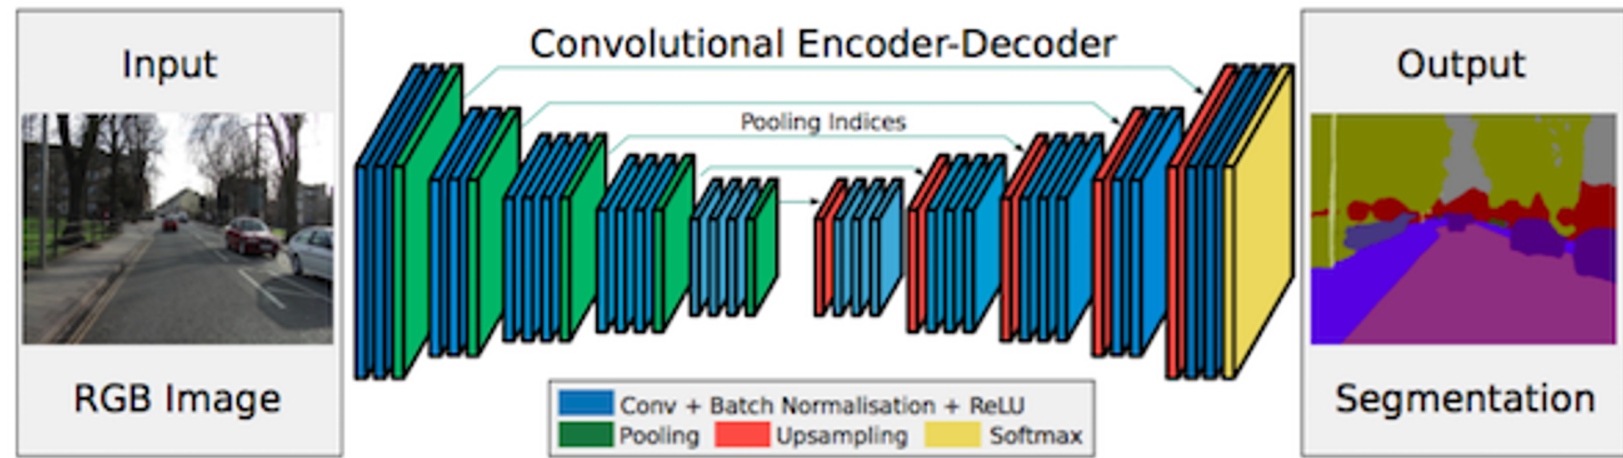 Input
RGB Image
Convolutional Encoder-Decoder
Pooling Indices
Conv + Batch Normalisation + ReLU
Pooling Upsampling Softmax
Output
Segmentation